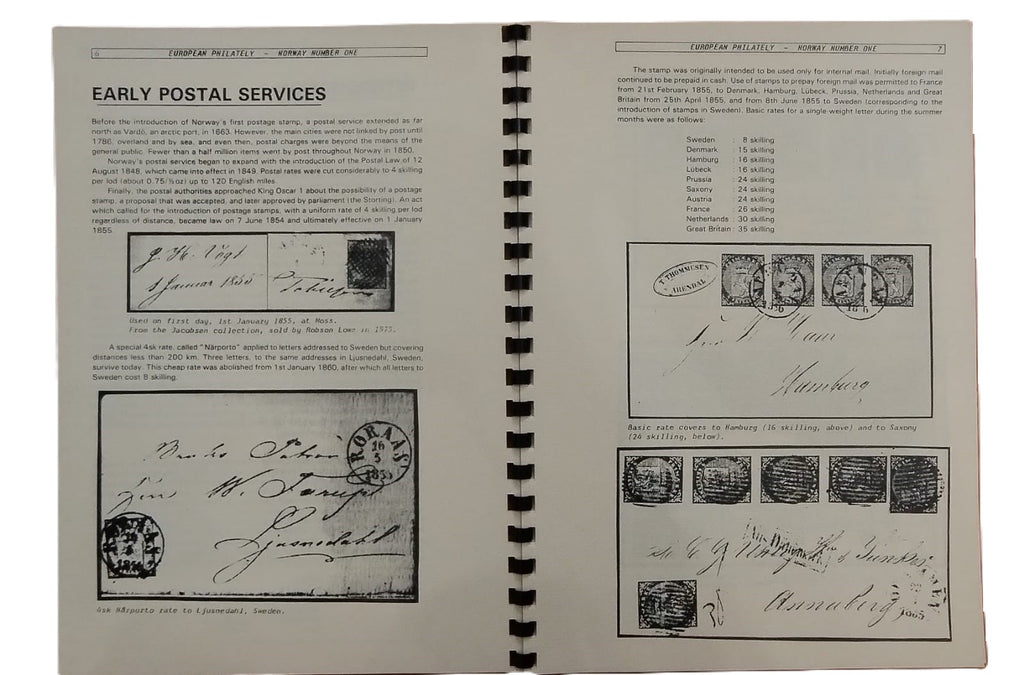 6 EUROPEAN PHILATELY - NORWAY NUMBER ONE
EARLY POSTAL SERVICES
Before the introduction of Norway's first postage stamp, a postal service extended as far
north as Vardö, an arctic port, in 1663. However, the main cities were not linked by post until
1786, overland and by sea, and even then, postal charges were beyond the means of the
general public. Fewer than a half million items went by post throughout Norway in 1850.
Norway's postal service began to expand with the introduction of the Postal Law of 12
August 1848, which came into effect in 1849. Postal rates were cut considerably to 4 skilling
per lod (about 0.75/½oz) up to 120 English miles.
Finally, the postal authorities approached King Oscar 1 about the possibility of a postage
stamp, a proposal that was accepted, and later approved by parliament (the Storting). An act
which called for the introduction of postage stamps, with a uniform rate of 4 skilling per lod
regardless of distance, became law on 7 June 1854 and ultimately effective on 1 January
1855.
1 Januar 1855
Used on first day, 1st January 1855, at Moss.
From the Jacobsen collection, sold by Robson Lowe in 1975.
A special 4sk rate, called "Närporto" applied to letters addressed to Sweden but covering
distances less than 200 km. Three letters, to the same addresses in Ljusnedahl, Sweden,
survive today. This cheap rate was abolished from 1st January 1860, after which all letters to
Sweden cost 8 skilling.
RORAAS
16
5
1855
Ljusnedahl
4sk Närporto rate to Ljusnedahl, Sweden.
EUROPEAN PHILATELY - NORWAY NUMBER ONE 7
The stamp was originally intended to be used only for internal mail. Initially foreign mail
continued to be prepaid in cash. Use of stamps to prepay foreign mail was permitted to France
from 21st February 1855, to Denmark, Hamburg, Lübeck, Prussia, Netherlands and Great
Britain from 25th April 1855, and from 8th June 1855 to Sweden (corresponding to the
introduction of stamps in Sweden). Basic rates for a single weight letter during the summer
months were as follows:
Sweden : 8 skilling
Denmark : 15 skilling
Hamburg : 16 skilling
Lübeck : 16 skilling
Prussia : 24 skilling
Saxony : 24 skilling
Austria : 24 skilling
France : 26 skilling
Netherlands : 30 skilling
Great Britain : 35 skilling
T THOMMESEN
ARENDAL
Hamburg
Basic rate covers to Hamburg (16 skilling, above) and to Saxony
(24 skilling, below).
Annaberg